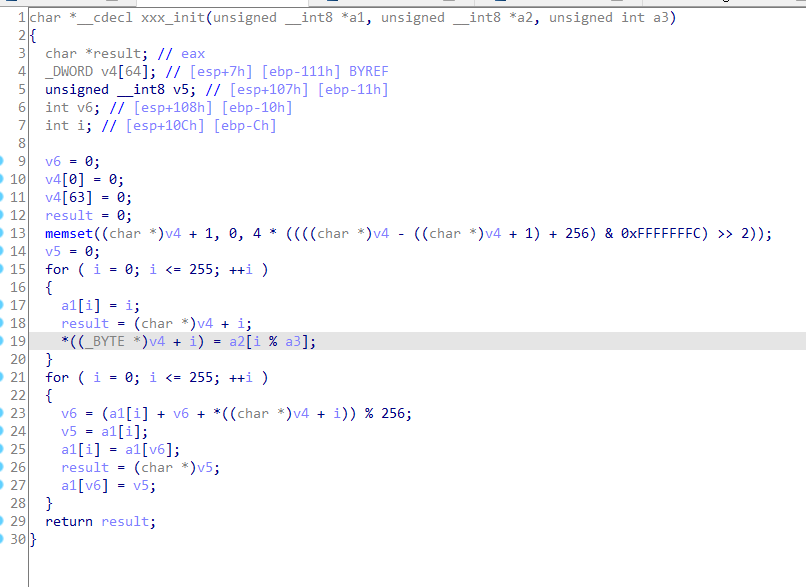 1 char *__cdecl xxx_init(unsigned __int8 *a1, unsigned __int8 *a2, unsigned int a3)
2 {
3   char *result; // eax
4   _DWORD v4[64]; // [esp+7h] [ebp-111h] BYREF
5   unsigned __int8 v5; // [esp+107h] [ebp-11h]
6   int v6; // [esp+108h] [ebp-10h]
7   int i; // [esp+10Ch] [ebp-Ch]
8
9   v6 = 0;
10   v4[0] = 0;
11   v4[63] = 0;
12   result = 0;
13   memset((char *)v4 + 1, 0, 4 * ((((char *)v4 - ((char *)v4 + 1) + 256) & 0xFFFFFFFC) >> 2));
14   v5 = 0;
15   for ( i = 0; i <= 255; ++i )
16   {
17     a1[i] = i;
18     result = (char *)v4 + i;
19     *((_BYTE *)v4 + i) = a2[i % a3];
20   }
21   for ( i = 0; i <= 255; ++i )
22   {
23     v6 = (a1[i] + v6 + *((char *)v4 + i)) % 256;
24     v5 = a1[i];
25     a1[i] = a1[v6];
26     result = (char *)v5;
27     a1[v6] = v5;
28   }
29   return result;
30 }